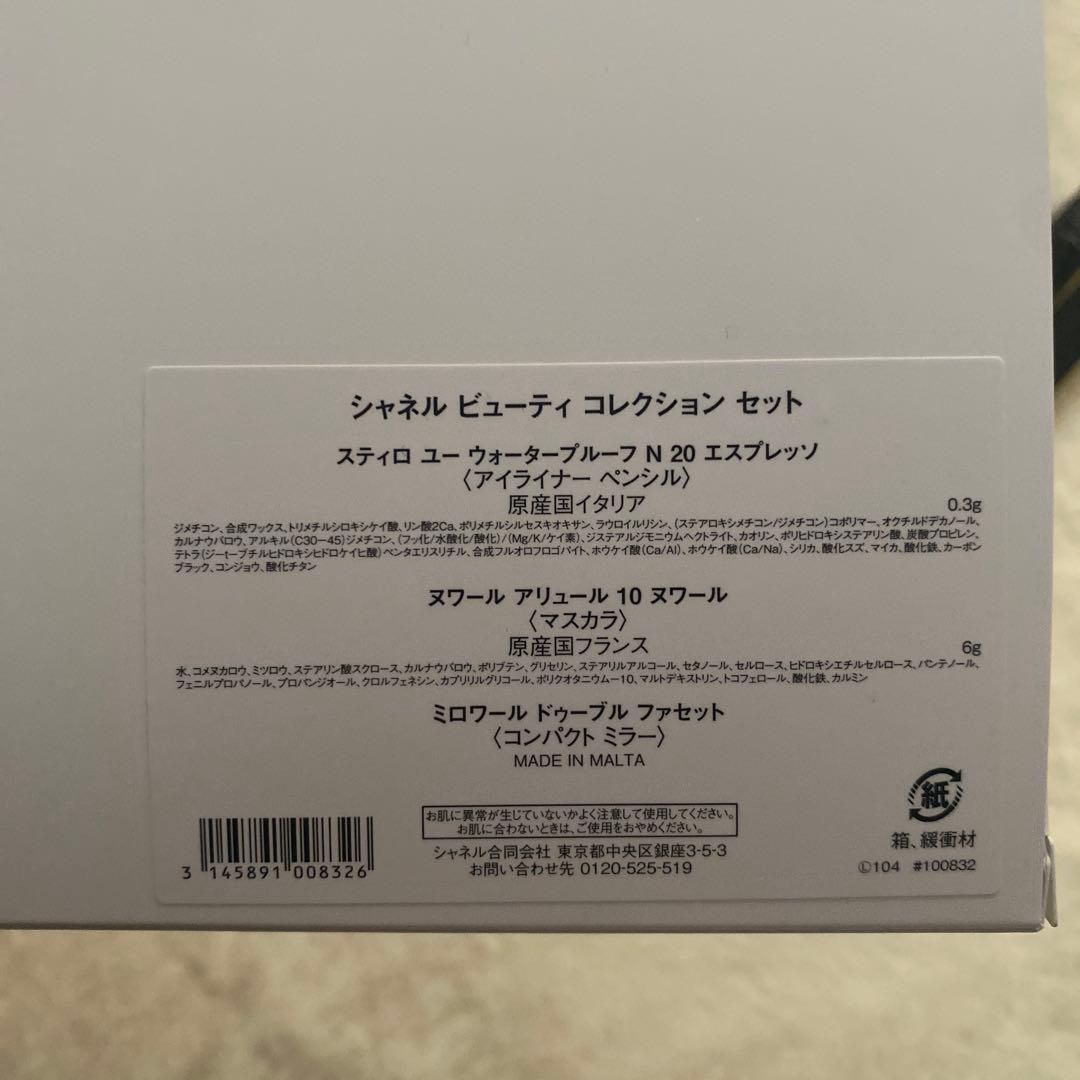 シャネル ビューティ コレクション セット
スティロ ユー ウォータープルーフ N 20 エスプレッソ
〈アイライナー ペンシル〉
原産国イタリア
0.3g
ジメチコン、合成ワックス、トリメチルシロキシケイ酸、リン酸2Ca、ポリメチルシルセスキオキサン、ラウロイルリシン、(ステアロキシメチコン/ジメチコン)コポリマー、オクチルドデカノール、
カルナウバロウ、アルキル(C30-45)ジメチコン、(フッ化/水酸化/酸化)/(Mg/K/ケイ素)、ジステアルジモニウムヘクトライト、カオリン、ポリヒドロキシステアリン酸、炭酸プロピレン、
テトラ(ジ-t-ブチルヒドロキシヒドロケイヒ酸)ペンタエリスリチル、合成フルオロフロゴパイト、ホウケイ酸(Ca/Al)、ホウケイ酸(Ca/Na)、シリカ、酸化スズ、マイカ、酸化鉄、カーボン
ブラック、コンジョウ、酸化チタン
ヌワール アリュール 10 ヌワール
〈マスカラ〉
原産国フランス
6g
水、コメヌカロウ、ミツロウ、ステアリン酸スクロース、カルナウバロウ、ポリブテン、グリセリン、ステアリルアルコール、セタノール、セルロース、ヒドロキシエチルセルロース、パンテノール、
フェニルプロパノール、プロパンジオール、クロルフェネシン、カプリリルグリコール、ポリクオタニウム-10、マルトデキストリン、トコフェロール、酸化鉄、カルミン
ミロワール ドゥーブル ファセット
〈コンパクト ミラー〉
MADE IN MALTA
お肌に異常が生じていないかよく注意して使用してください。
お肌に合わないときは、ご使用をおやめください。
シャネル合同会社 東京都中央区銀座3-5-3
お問い合わせ先 0120-525-519
3 145891 008326
紙
箱、緩衝材
Ⓛ104 #100832